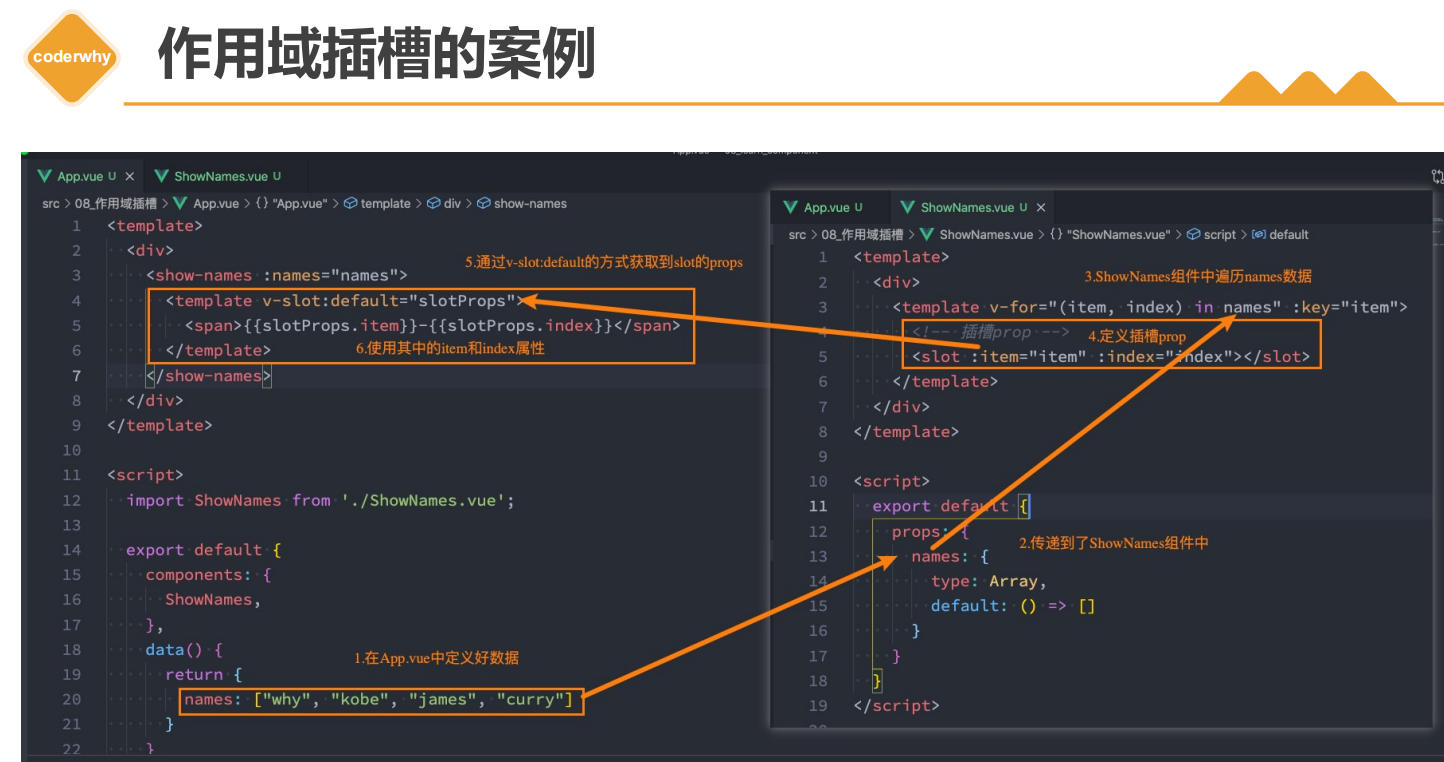 coderwhy
作用域插槽的案例
App.vue U × ShowNames.vue U
src > 08_作用域插槽 > App.vue > {} "App.vue" > template > div > show-names
1 <template>
2 <div>
5.通过v-slot:default的方式获取到slot的props
3 <show-names :names="names">
4 <template v-slot:default="slotProps">
5 <span>{{slotProps.item}}-{{slotProps.index}}</span>
6 </template>
6.使用其中的item和index属性
7 </show-names>
8 </div>
9 </template>
10
11 <script>
12 import ShowNames from './ShowNames.vue';
13
14 export default {
15 components: {
16 ShowNames,
17 },
18 data() {
1.在App.vue中定义好数据
19 return {
20 names: ["why", "kobe", "james", "curry"]
21 }
22 }
App.vue U ShowNames.vue U ×
src > 08_作用域插槽 > ShowNames.vue > {} "ShowNames.vue" > script > default
1 <template>
3.ShowNames组件中遍历names数据
2 <div>
3 <template v-for="(item, index) in names" :key="item">
4 <!-- 插槽prop -->
4.定义插槽prop
5 <slot :item="item" :index="index"></slot>
6 </template>
7 </div>
8 </template>
9
10 <script>
11 export default {
12 props: {
2.传递到了ShowNames组件中
13 names: {
14 type: Array,
15 default: () => []
16 }
17 }
18 }
19 </script>